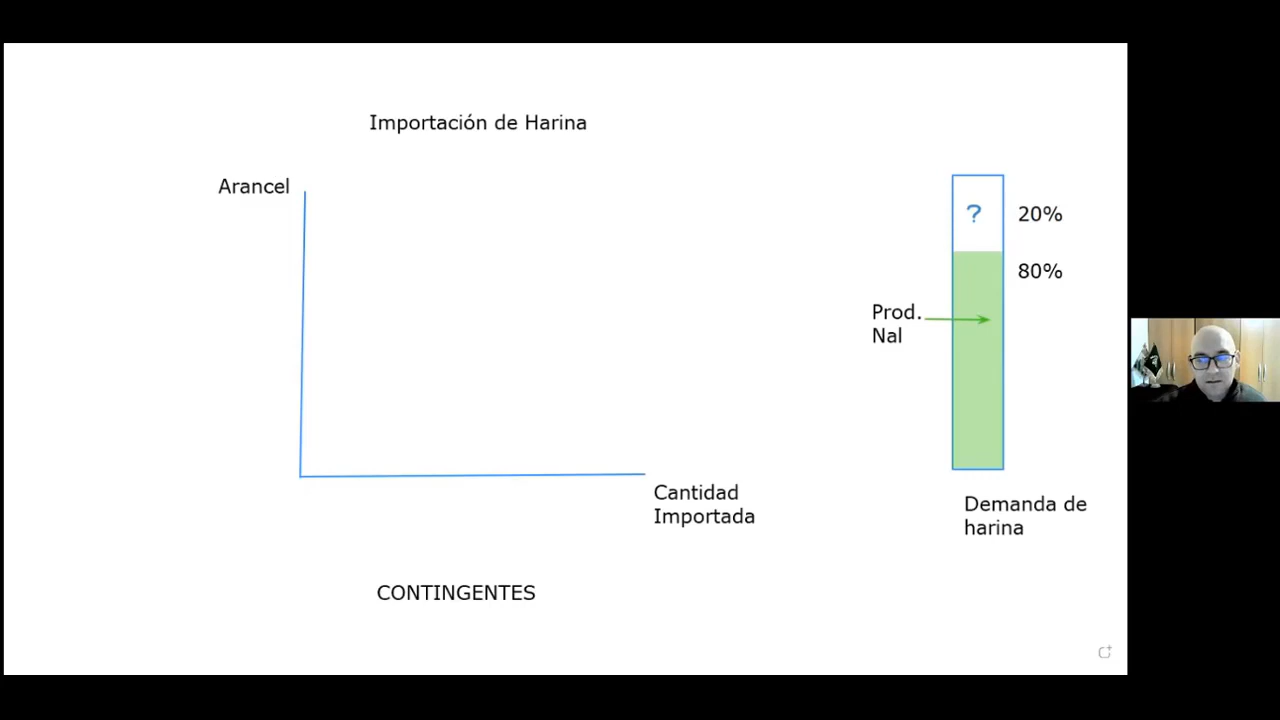 Importación de Harina
Arancel
?
20%
80%
Prod.
Nal
Cantidad
Importada
Demanda de
harina
CONTINGENTES